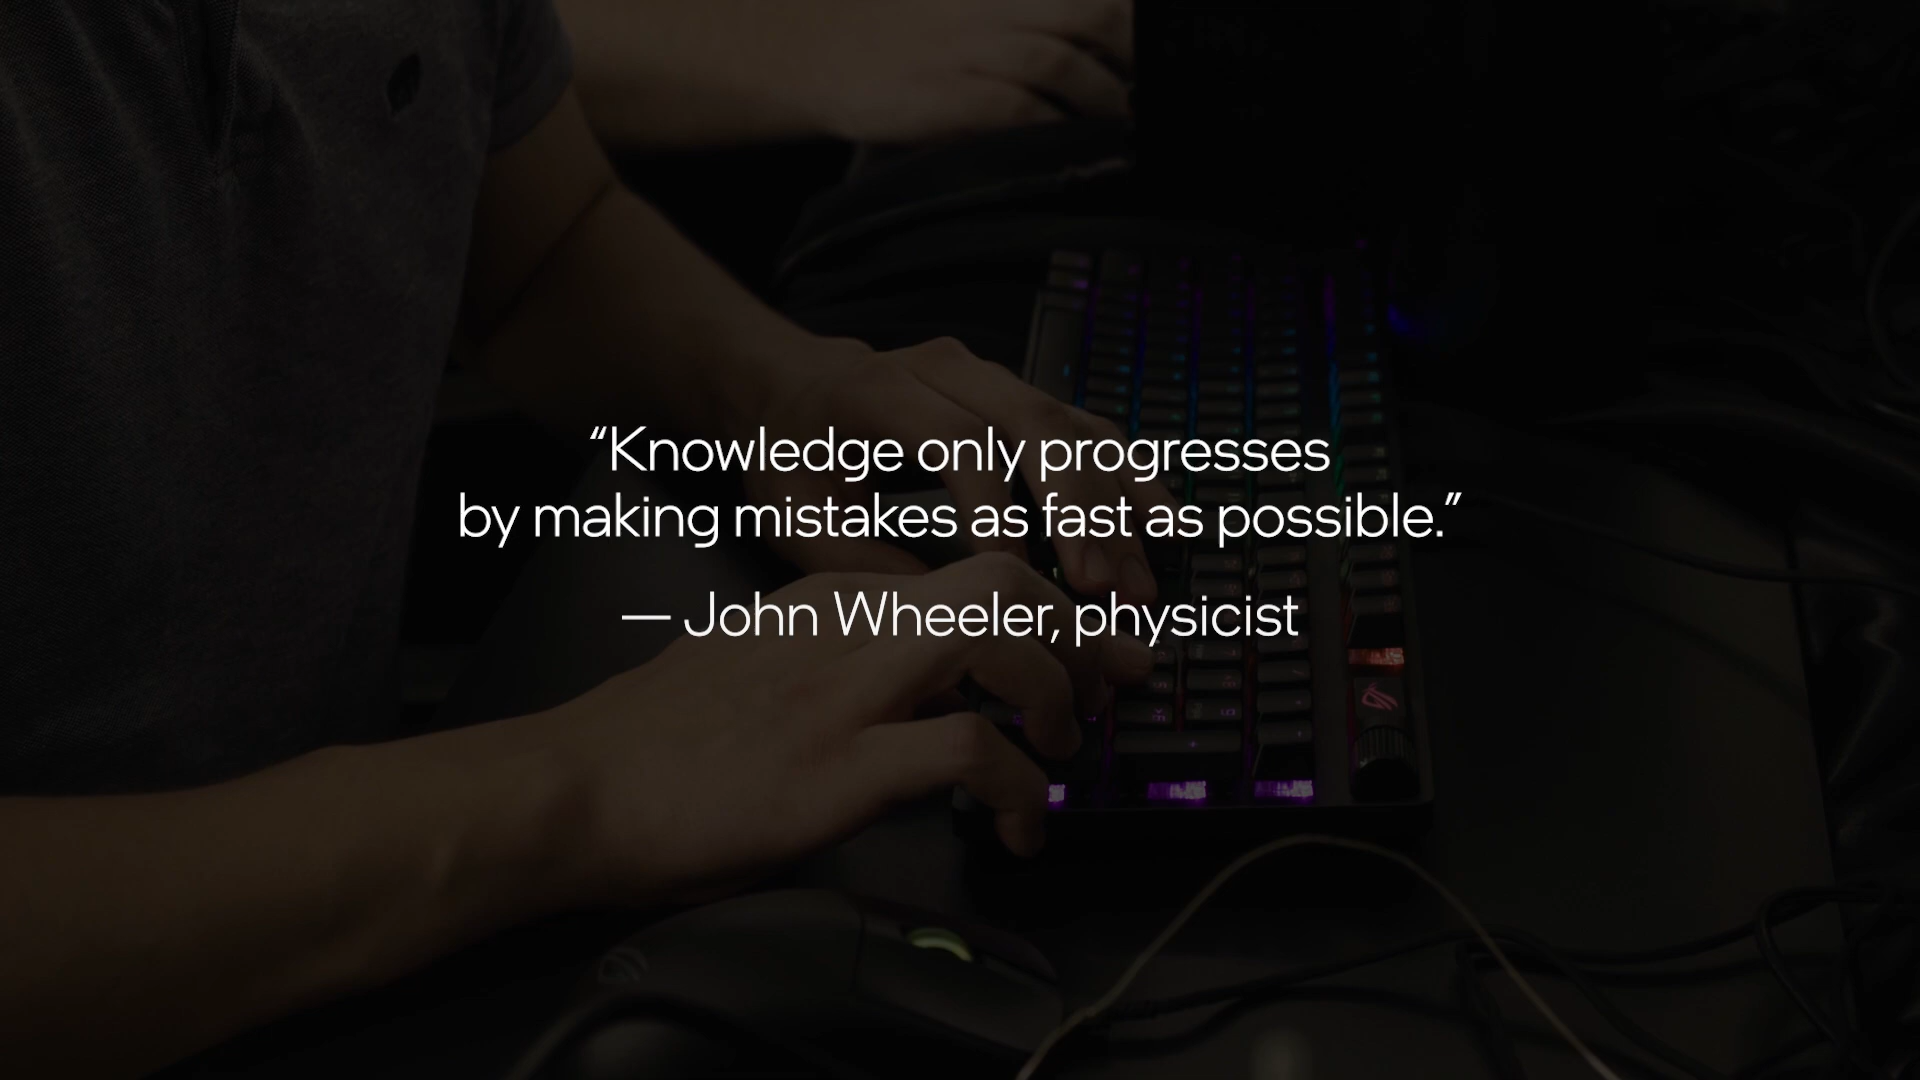 “Knowledge only progresses
by making mistakes as fast as possible.”
— John Wheeler, physicist